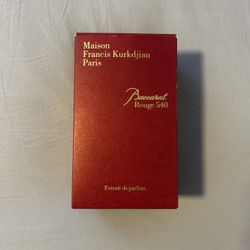 Maison
Francis Kurkdjian
Paris
Baccarat
Rouge 540
Extrait de parfum